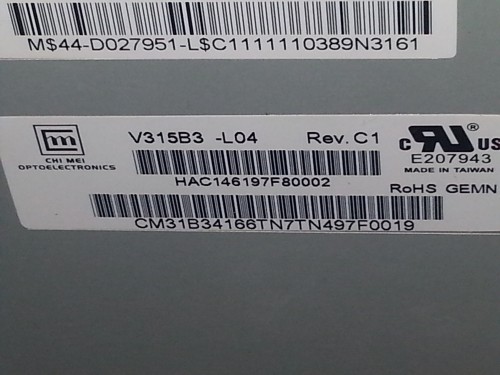 M$44-D027951-L$C1111110389N3161
CHI MEI
OPTOELECTRONICS
V315B3 -L04 Rev. C1
HAC146197F80002
CM31B34166TN7TN497F0019
c RU US
E207943
MADE IN TAIWAN
RoHS GEMN